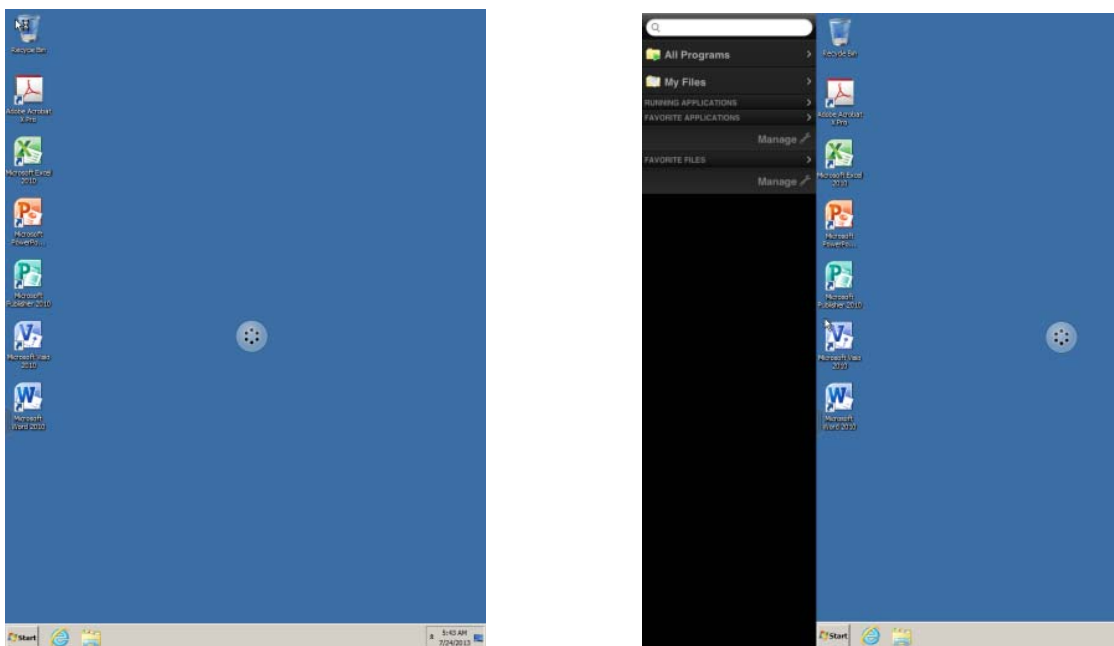 Recycle Bin
Adobe Acrobat
X Pro
Microsoft Excel
2010
Microsoft
PowerPoi...
Microsoft
Publisher 2010
Microsoft Visio
2010
Microsoft
Word 2010
Start
5:43 AM
7/24/2013
All Programs
My Files
RUNNING APPLICATIONS
FAVORITE APPLICATIONS
Manage
FAVORITE FILES
Manage
Recycle Bin
Adobe Acrobat
X Pro
Microsoft Excel
2010
Microsoft
PowerPoi...
Microsoft
Publisher 2010
Microsoft Visio
2010
Microsoft
Word 2010
Start